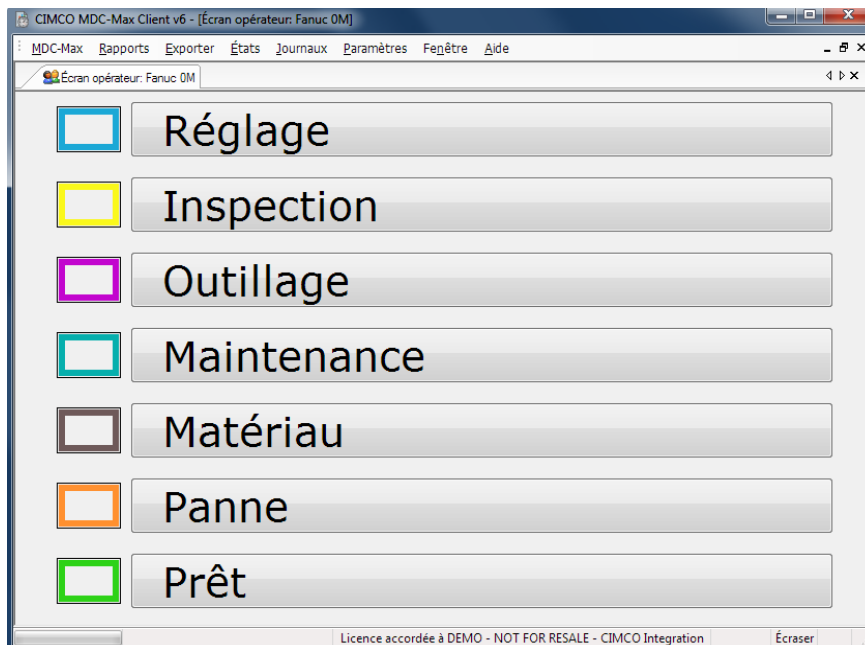 CIMCO MDC-Max Client v6 - [Écran opérateur: Fanuc 0M]
MDC-Max Rapports Exporter États Journaux Paramètres Fenêtre Aide
Écran opérateur: Fanuc 0M
Réglage
Inspection
Outillage
Maintenance
Matériau
Panne
Prêt
Licence accordée à DEMO - NOT FOR RESALE - CIMCO Integration Écraser